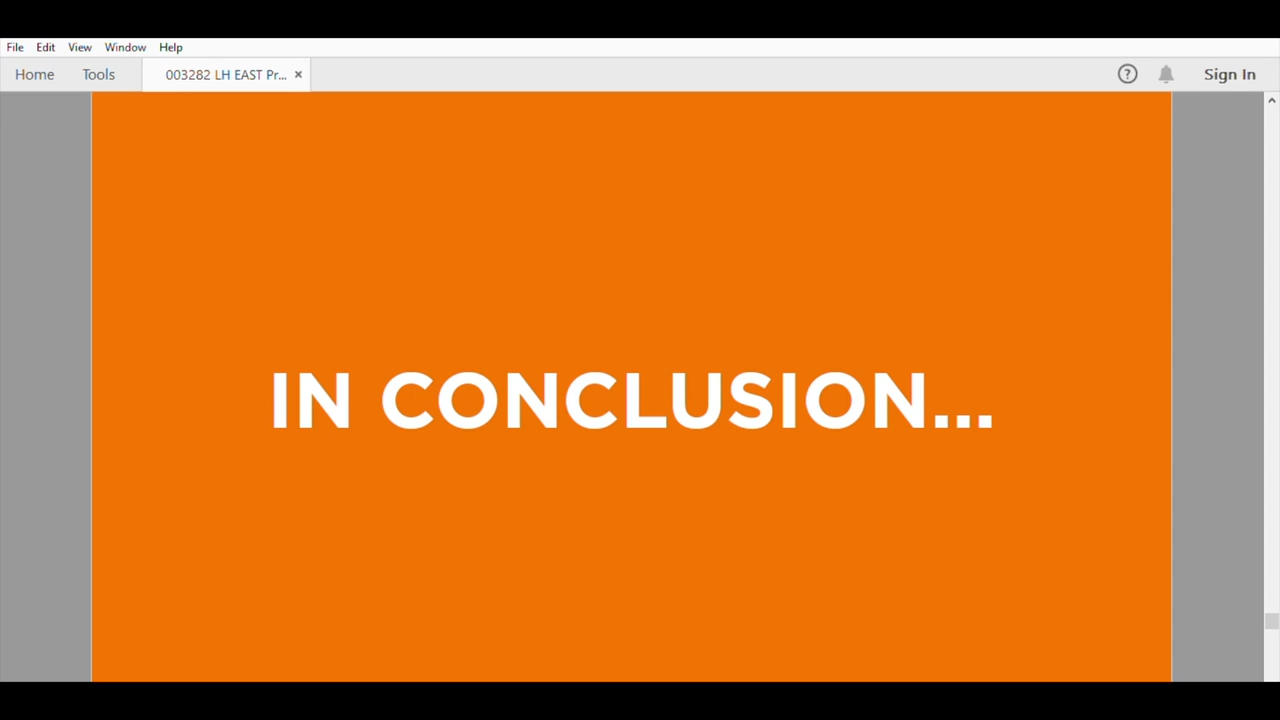 File Edit View Window Help
Home Tools 003282 LH EAST Pr... × ? Sign In
IN CONCLUSION...